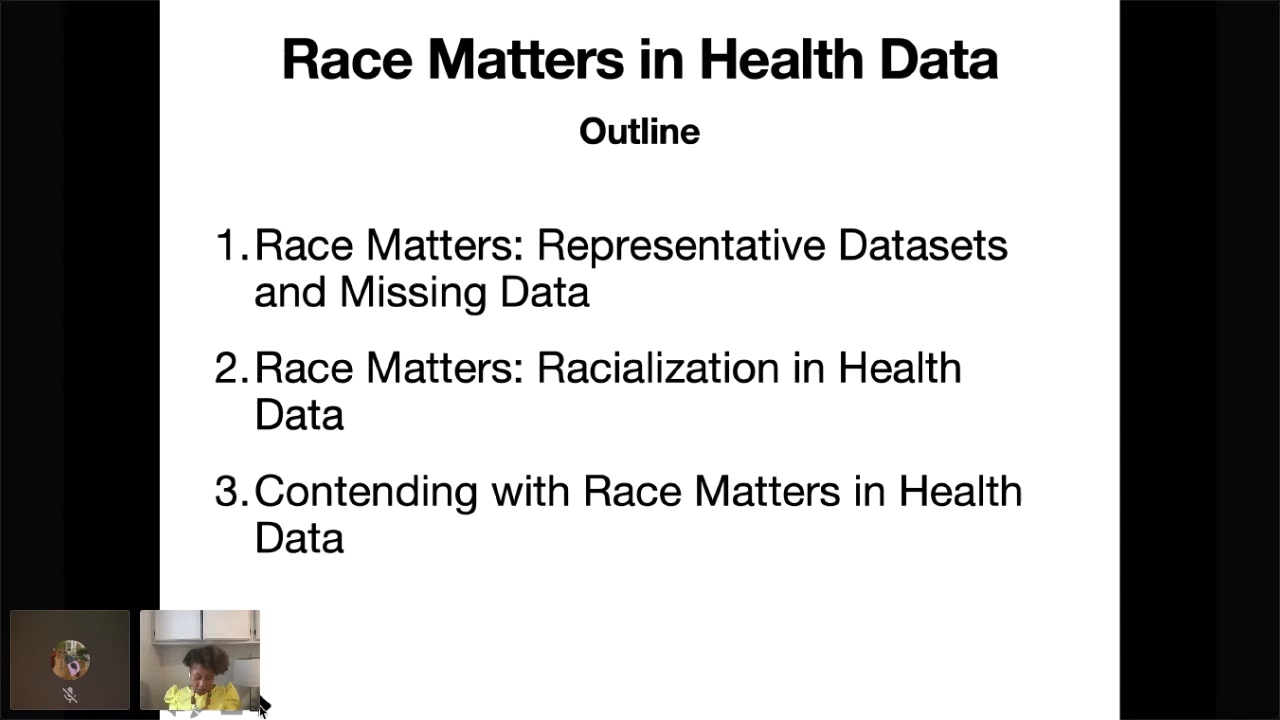 Race Matters in Health Data
Outline
1. Race Matters: Representative Datasets
and Missing Data
2. Race Matters: Racialization in Health
Data
3. Contending with Race Matters in Health
Data